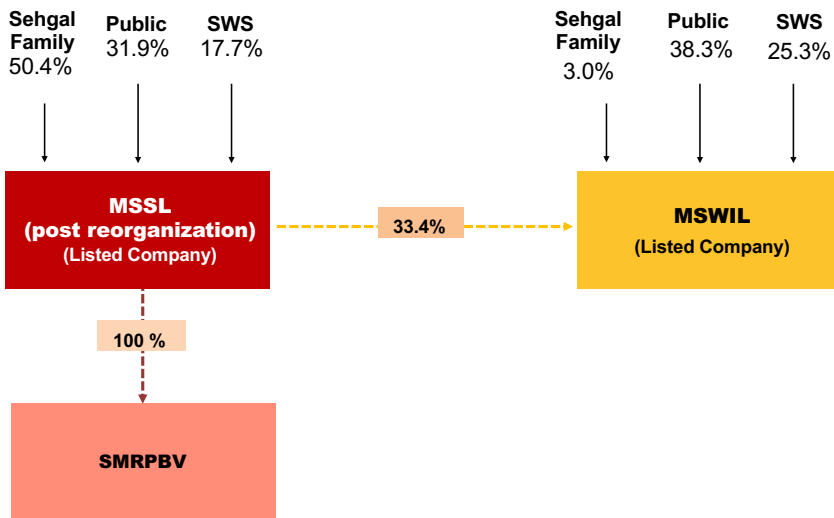 Sehgal
Family
50.4%
Public
31.9%
SWS
17.7%
Sehgal
Family
3.0%
Public
38.3%
SWS
25.3%
MSSL
(post reorganization)
(Listed Company)
33.4%
MSWIL
(Listed Company)
100 %
SMRPBV